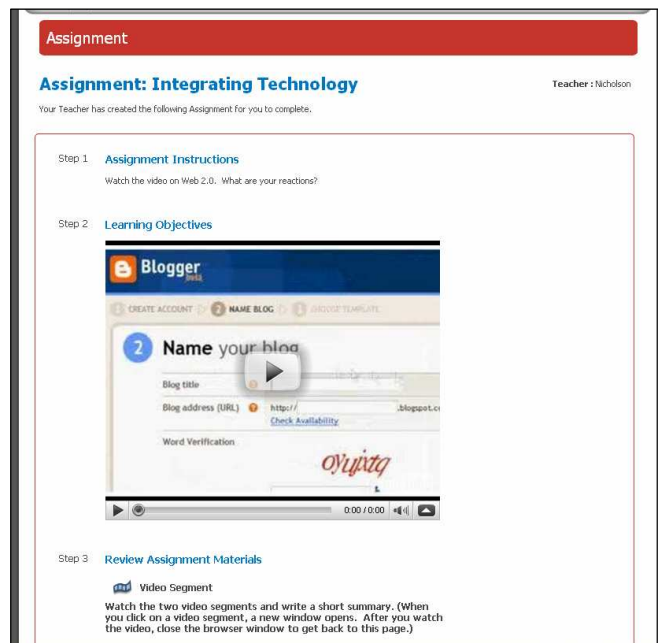 Assignment
Assignment: Integrating Technology
Teacher : Nicholson
Your Teacher has created the following Assignment for you to complete.
Step 1 Assignment Instructions
Watch the video on Web 2.0. What are your reactions?
Step 2 Learning Objectives
Blogger
beta
1 CREATE ACCOUNT 2 NAME BLOG 3 CHOOSE TEMPLATE
2 Name your blog
Blog title
Blog address (URL) http:// .blogspot.c
Check Availability
Word Verification
oyujxtq
0:00 / 0:00
Step 3 Review Assignment Materials
Video Segment
Watch the two video segments and write a short summary. (When
you click on a video segment, a new window opens. After you watch
the video, close the browser window to get back to this page.)